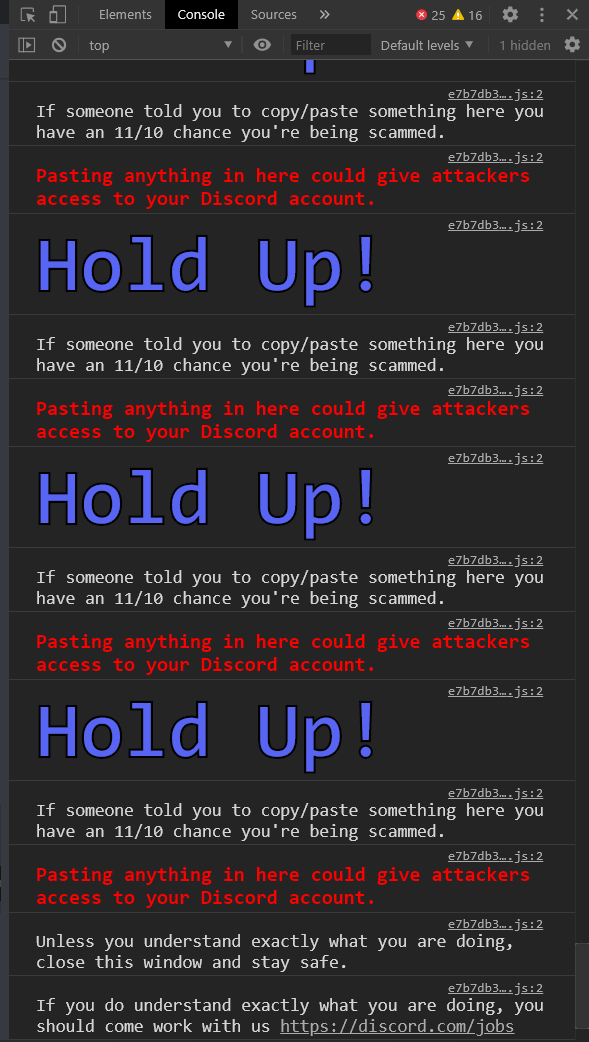 Elements Console Sources » 25 16
top Filter Default levels 1 hidden
e7b7db3….js:2
If someone told you to copy/paste something here you
have an 11/10 chance you're being scammed.
e7b7db3….js:2
Pasting anything in here could give attackers
access to your Discord account.
e7b7db3….js:2
Hold Up!
e7b7db3….js:2
If someone told you to copy/paste something here you
have an 11/10 chance you're being scammed.
e7b7db3….js:2
Pasting anything in here could give attackers
access to your Discord account.
e7b7db3….js:2
Hold Up!
e7b7db3….js:2
If someone told you to copy/paste something here you
have an 11/10 chance you're being scammed.
e7b7db3….js:2
Pasting anything in here could give attackers
access to your Discord account.
e7b7db3….js:2
Hold Up!
e7b7db3….js:2
If someone told you to copy/paste something here you
have an 11/10 chance you're being scammed.
e7b7db3….js:2
Pasting anything in here could give attackers
access to your Discord account.
e7b7db3….js:2
Unless you understand exactly what you are doing,
close this window and stay safe.
e7b7db3….js:2
If you do understand exactly what you are doing, you
should come work with us https://discord.com/jobs